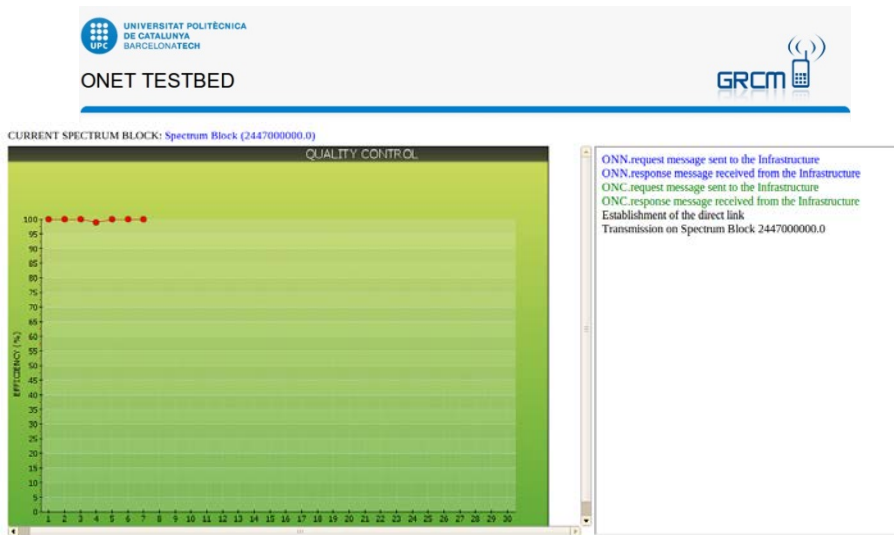 UNIVERSITAT POLITÈCNICA
DE CATALUNYA
BARCELONATECH
UPC
ONET TESTBED
GRCM
CURRENT SPECTRUM BLOCK: Spectrum Block (2447000000.0)
QUALITY CONTROL
ONN.request message sent to the Infrastructure
ONN.response message received from the Infrastructure
ONC.request message sent to the Infrastructure
ONC.response message received from the Infrastructure
Establishment of the direct link
Transmission on Spectrum Block 2447000000.0
EFFICIENCY (%)
100
95
90
85
80
75
70
65
60
55
50
45
40
35
30
25
20
15
10
5
0
1 2 3 4 5 6 7 8 9 10 11 12 13 14 15 16 17 18 19 20 21 22 23 24 25 26 27 28 29 30